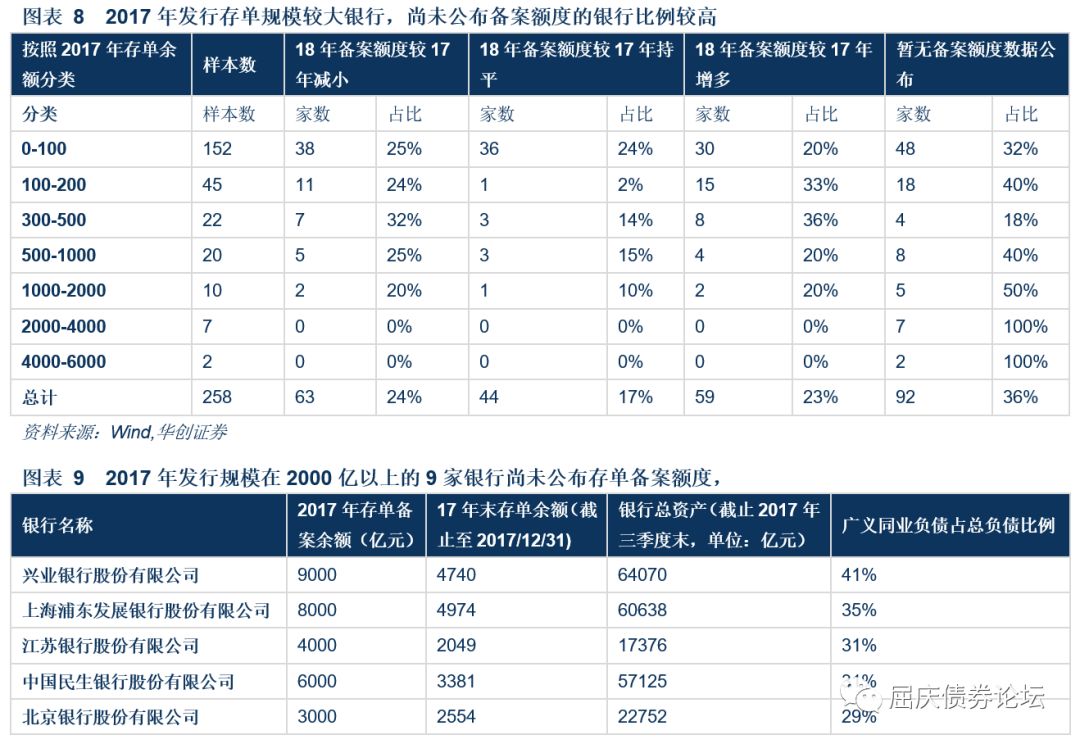 图表 8 2017 年发行存单规模较大银行，尚未公布备案额度的银行比例较高
按照 2017 年存单余额分类 样本数 18 年备案额度较 17 年减小 18 年备案额度较 17 年持平 18 年备案额度较 17 年增多 暂无备案额度数据公布
分类 样本数 家数 占比 家数 占比 家数 占比 家数 占比
0-100 152 38 25% 36 24% 30 20% 48 32%
100-200 45 11 24% 1 2% 15 33% 18 40%
300-500 22 7 32% 3 14% 8 36% 4 18%
500-1000 20 5 25% 3 15% 4 20% 8 40%
1000-2000 10 2 20% 1 10% 2 20% 5 50%
2000-4000 7 0 0% 0 0% 0 0% 7 100%
4000-6000 2 0 0% 0 0% 0 0% 2 100%
总计 258 63 24% 44 17% 59 23% 92 36%
资料来源：Wind,华创证券
图表 9 2017 年发行规模在 2000 亿以上的 9 家银行尚未公布存单备案额度，
银行名称 2017 年存单备案余额（亿元） 17 年末存单余额（截止至 2017/12/31) 银行总资产（截止 2017 年三季度末，单位：亿元） 广义同业负债占总负债比例
兴业银行股份有限公司 9000 4740 64070 41%
上海浦东发展银行股份有限公司 8000 4974 60638 35%
江苏银行股份有限公司 4000 2049 17376 31%
中国民生银行股份有限公司 6000 3381 57125
北京银行股份有限公司 3000 2554 22752 29%
屈庆债券论坛